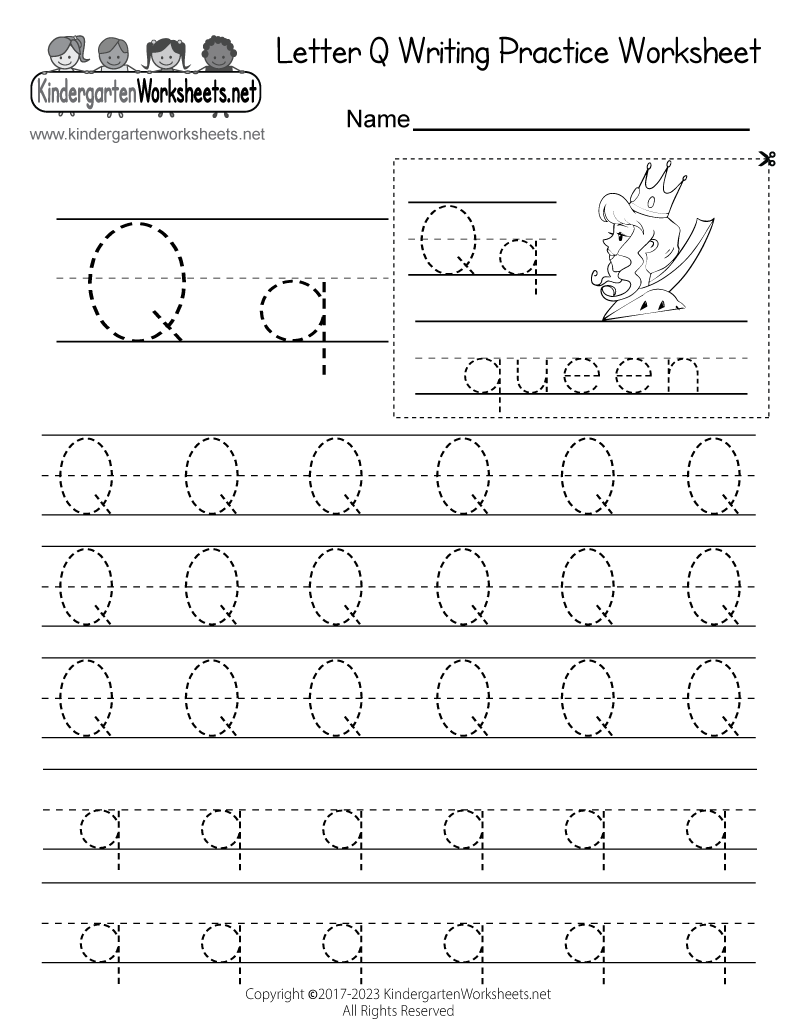 Letter Q Writing Practice Worksheet
KindergartenWorksheets.net
www.kindergartenworksheets.net
Name
Q q
Q q
queen
Q Q Q Q Q Q
Q Q Q Q Q Q
Q Q Q Q Q Q
q q q q q q
q q q q q q
Copyright ©2017-2023 KindergartenWorksheets.net
All Rights Reserved